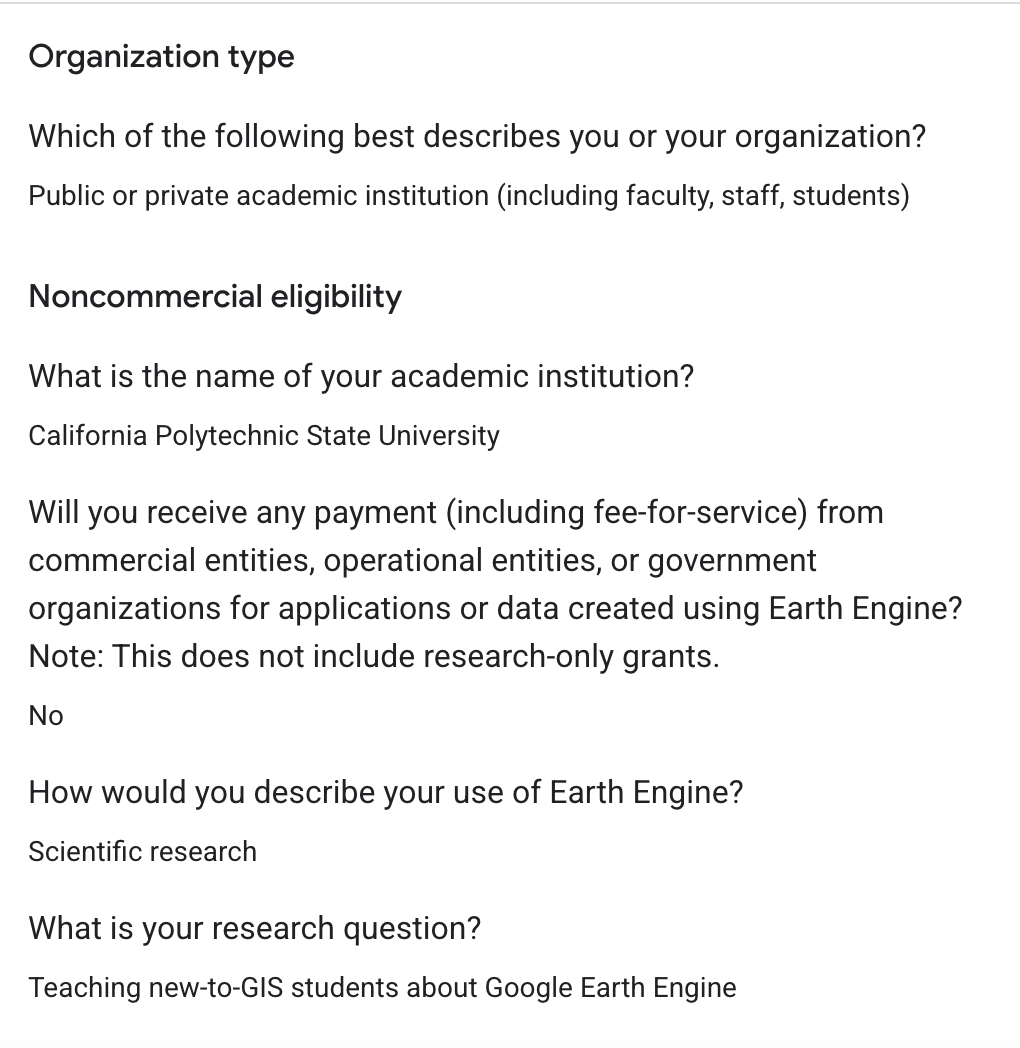 Organization type
Which of the following best describes you or your organization?
Public or private academic institution (including faculty, staff, students)
Noncommercial eligibility
What is the name of your academic institution?
California Polytechnic State University
Will you receive any payment (including fee-for-service) from
commercial entities, operational entities, or government
organizations for applications or data created using Earth Engine?
Note: This does not include research-only grants.
No
How would you describe your use of Earth Engine?
Scientific research
What is your research question?
Teaching new-to-GIS students about Google Earth Engine